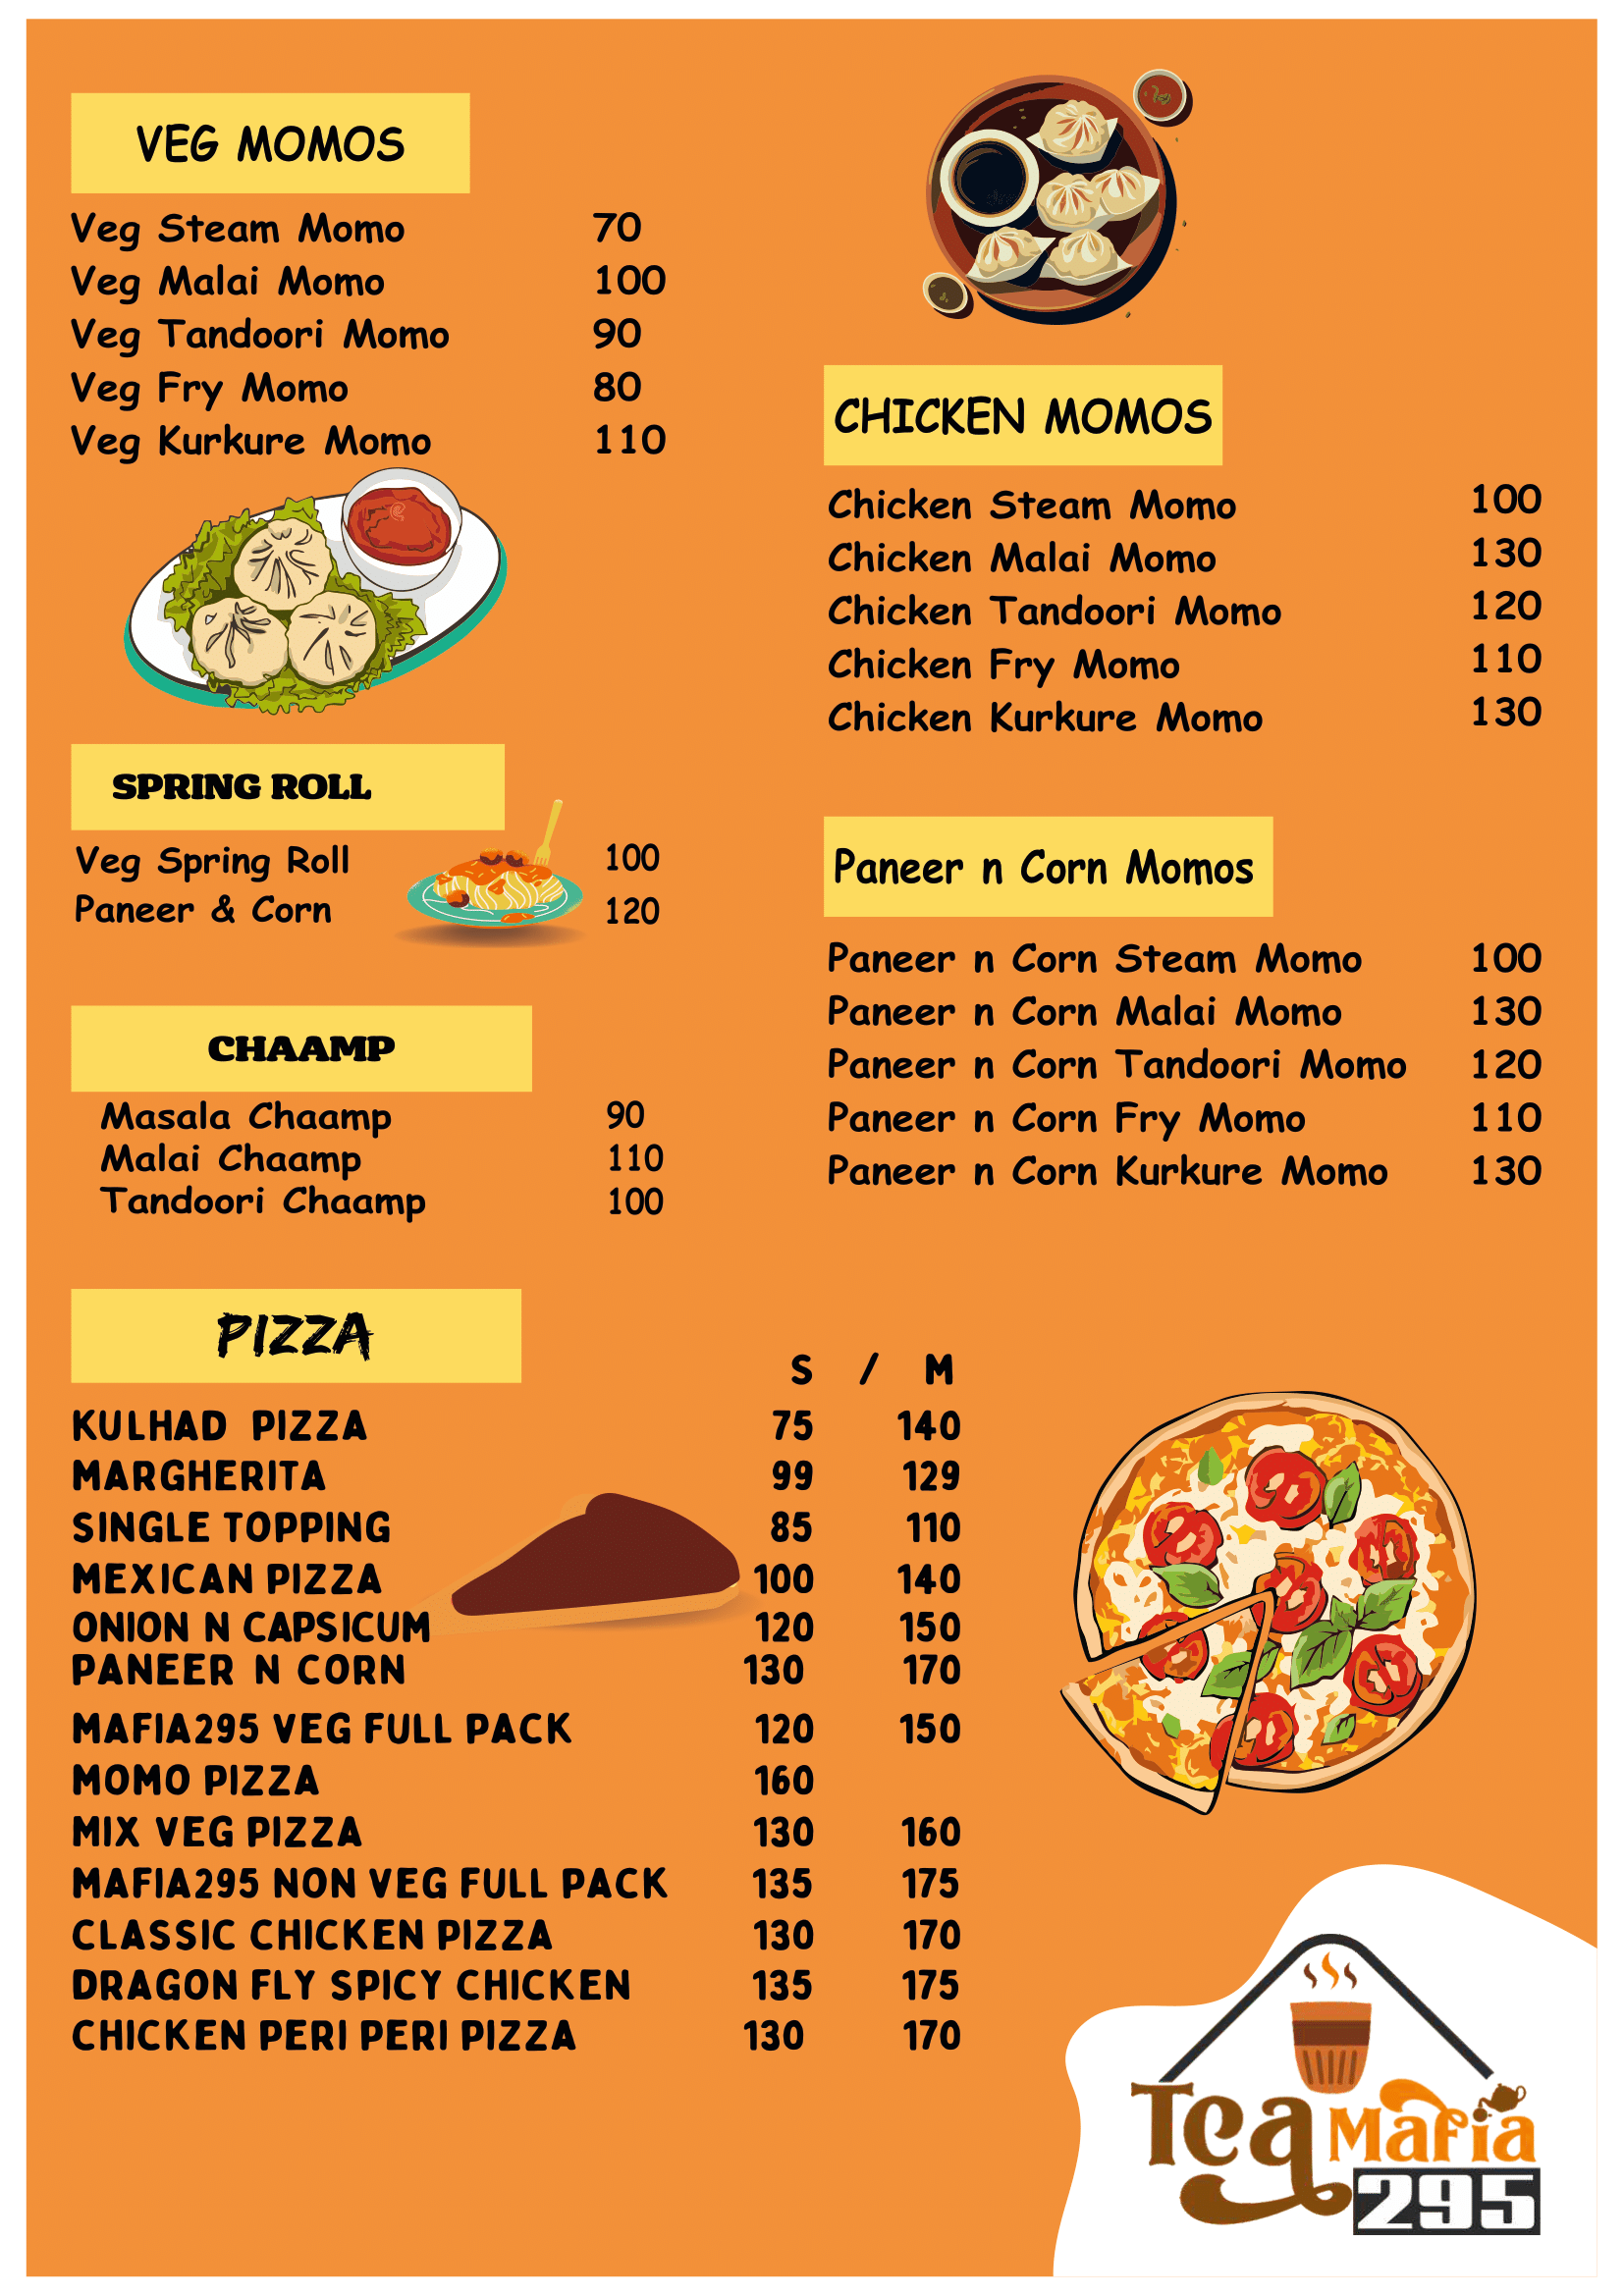 VEG MOMOS
Veg Steam Momo 70
Veg Malai Momo 100
Veg Tandoori Momo 90
Veg Fry Momo 80
Veg Kurkure Momo 110
SPRING ROLL
Veg Spring Roll 100
Paneer & Corn 120
CHAAMP
Masala Chaamp 90
Malai Chaamp 110
Tandoori Chaamp 100
CHICKEN MOMOS
Chicken Steam Momo 100
Chicken Malai Momo 130
Chicken Tandoori Momo 120
Chicken Fry Momo 110
Chicken Kurkure Momo 130
Paneer n Corn Momos
Paneer n Corn Steam Momo 100
Paneer n Corn Malai Momo 130
Paneer n Corn Tandoori Momo 120
Paneer n Corn Fry Momo 110
Paneer n Corn Kurkure Momo 130
PIZZA
S / M
KULHAD PIZZA 75 140
MARGHERITA 99 129
SINGLE TOPPING 85 110
MEXICAN PIZZA 100 140
ONION N CAPSICUM 120 150
PANEER N CORN 130 170
MAFIA295 VEG FULL PACK 120 150
MOMO PIZZA 160
MIX VEG PIZZA 130 160
MAFIA295 NON VEG FULL PACK 135 175
CLASSIC CHICKEN PIZZA 130 170
DRAGON FLY SPICY CHICKEN 135 175
CHICKEN PERI PERI PIZZA 130 170
Tea Mafia
295